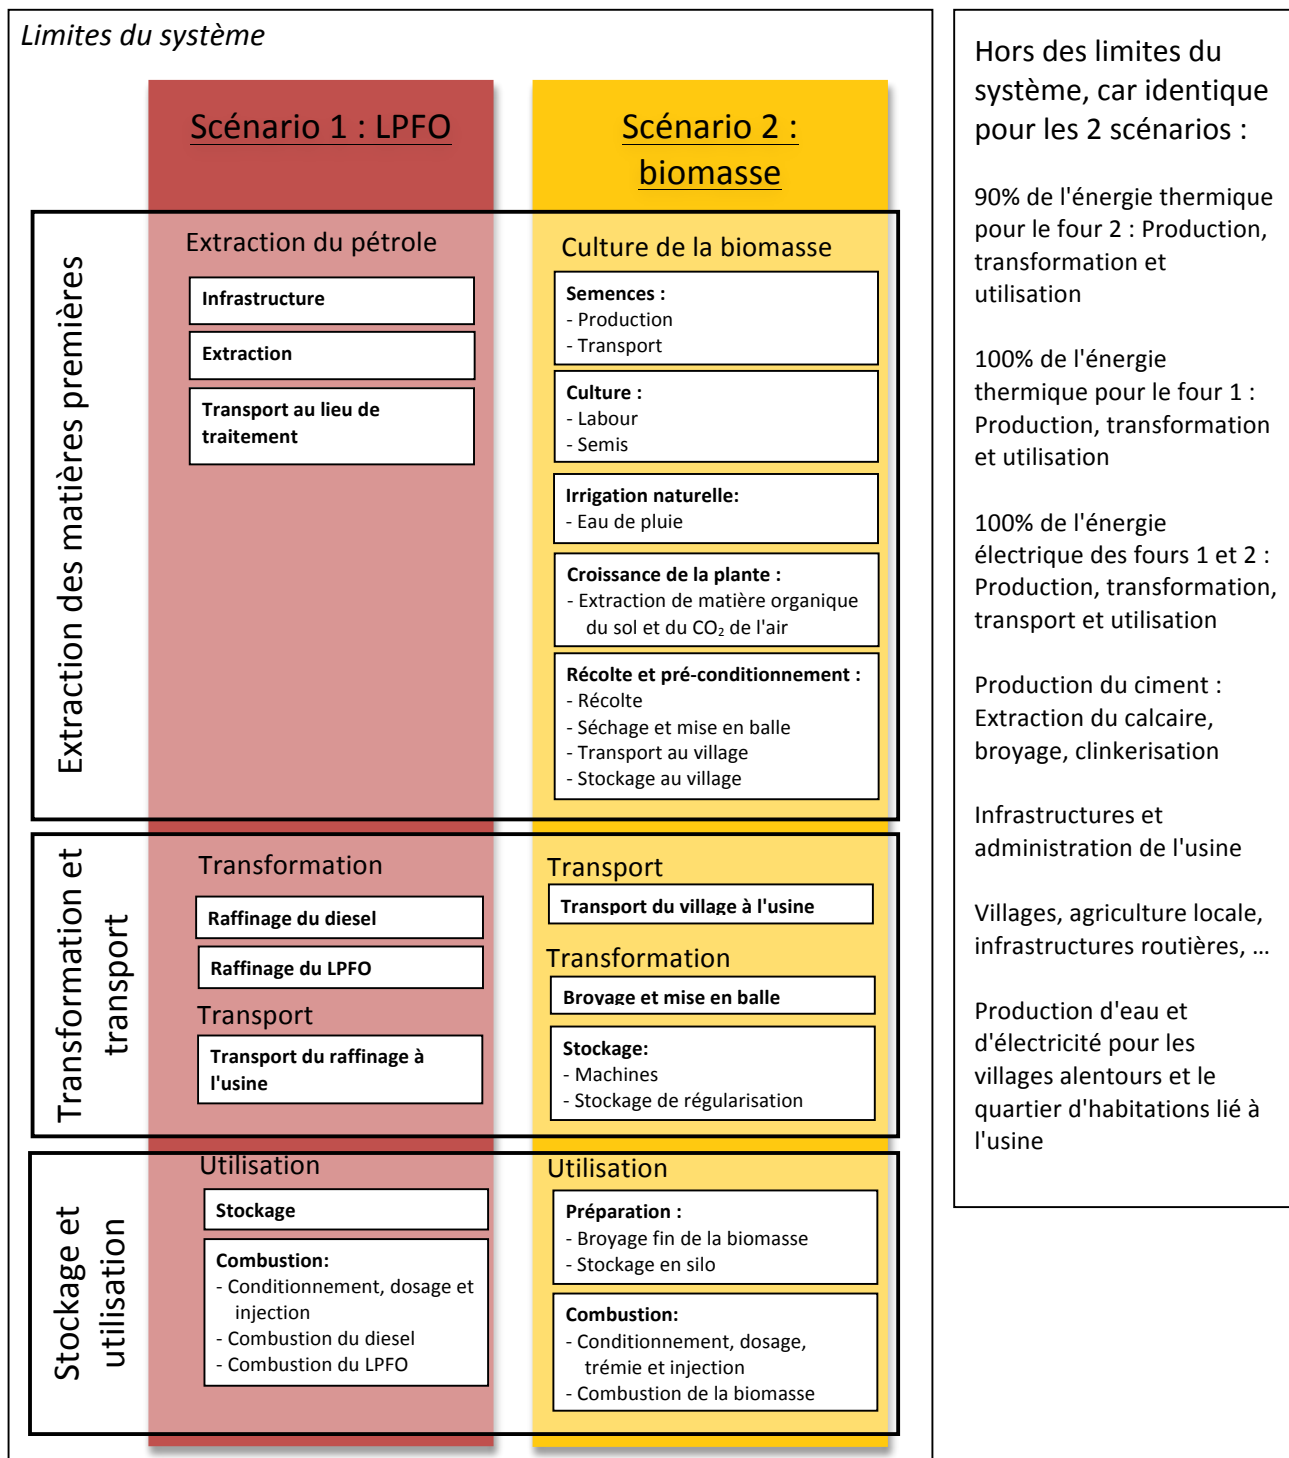 Limites du système
Scénario 1 : LPFO
Scénario 2 :
biomasse
Extraction des matières premières
Extraction du pétrole
Infrastructure
Extraction
Transport au lieu de
traitement
Culture de la biomasse
Semences :
- Production
- Transport
Culture :
- Labour
- Semis
Irrigation naturelle:
- Eau de pluie
Croissance de la plante :
- Extraction de matière organique
du sol et du CO₂ de l'air
Récolte et pré-conditionnement :
- Récolte
- Séchage et mise en balle
- Transport au village
- Stockage au village
Transformation et
transport
Transformation
Raffinage du diesel
Raffinage du LPFO
Transport
Transport du raffinage à
l'usine
Transport
Transport du village à l'usine
Transformation
Broyage et mise en balle
Stockage:
- Machines
- Stockage de régularisation
Stockage et
utilisation
Utilisation
Stockage
Combustion:
- Conditionnement, dosage et
injection
- Combustion du diesel
- Combustion du LPFO
Utilisation
Préparation :
- Broyage fin de la biomasse
- Stockage en silo
Combustion:
- Conditionnement, dosage,
trémie et injection
- Combustion de la biomasse
Hors des limites du
système, car identique
pour les 2 scénarios :
90% de l'énergie thermique
pour le four 2 : Production,
transformation et
utilisation
100% de l'énergie
thermique pour le four 1 :
Production, transformation
et utilisation
100% de l'énergie
électrique des fours 1 et 2 :
Production, transformation,
transport et utilisation
Production du ciment :
Extraction du calcaire,
broyage, clinkerisation
Infrastructures et
administration de l'usine
Villages, agriculture locale,
infrastructures routières, …
Production d'eau et
d'électricité pour les
villages alentours et le
quartier d'habitations lié à
l'usine